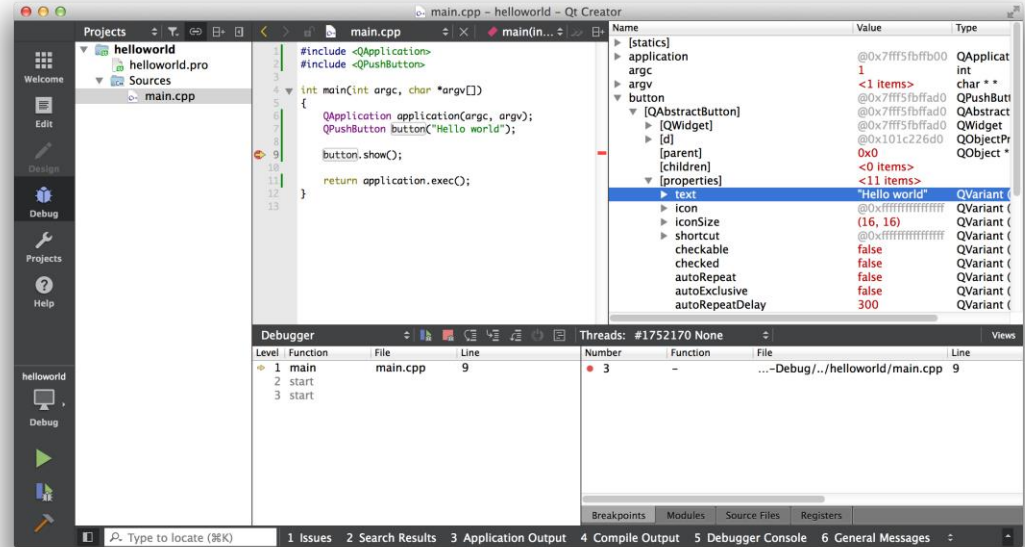 main.cpp – helloworld – Qt Creator
Welcome
Edit
Design
Debug
Projects
Help
helloworld
Debug
Projects
helloworld
helloworld.pro
Sources
main.cpp
main.cpp
main(in...
1 #include <QApplication>
2 #include <QPushButton>
3
4 int main(int argc, char *argv[])
5 {
6 QApplication application(argc, argv);
7 QPushButton button("Hello world");
8
9 button.show();
10
11 return application.exec();
12 }
13
Name Value Type
[statics]
application @0x7fff5fbffb00 QApplicat
argc 1 int
argv <1 items> char * *
button @0x7fff5fbffad0 QPushButt
[QAbstractButton] @0x7fff5fbffad0 QAbstract
[QWidget] @0x7fff5fbffad0 QWidget
[d] @0x101c226d0 QObjectPr
[parent] 0x0 QObject *
[children] <0 items>
[properties] <11 items>
text "Hello world" QVariant (
icon @0xffffffffffffffff QVariant (
iconSize (16, 16) QVariant (
shortcut @0xffffffffffffffff QVariant (
checkable false QVariant (
checked false QVariant (
autoRepeat false QVariant (
autoExclusive false QVariant (
autoRepeatDelay 300 QVariant (
Debugger
Threads: #1752170 None
Views
Level Function File Line
1 main main.cpp 9
2 start
3 start
Number Function File Line
3 – ...-Debug/../helloworld/main.cpp 9
Breakpoints Modules Source Files Registers
Type to locate (⌘K)
1 Issues 2 Search Results 3 Application Output 4 Compile Output 5 Debugger Console 6 General Messages